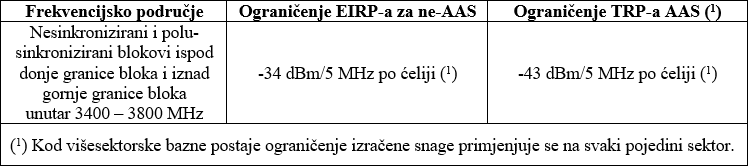 Frekvencijsko područje
Ograničenje EIRP-a za ne-AAS
Ograničenje TRP-a AAS (¹)
Nesinkronizirani i polu-
sinkronizirani blokovi ispod
donje granice bloka i iznad
gornje granice bloka
unutar 3400 – 3800 MHz
-34 dBm/5 MHz po ćeliji (¹)
-43 dBm/5 MHz po ćeliji (¹)
(¹) Kod višesektorske bazne postaje ograničenje izračene snage primjenjuje se na svaki pojedini sektor.